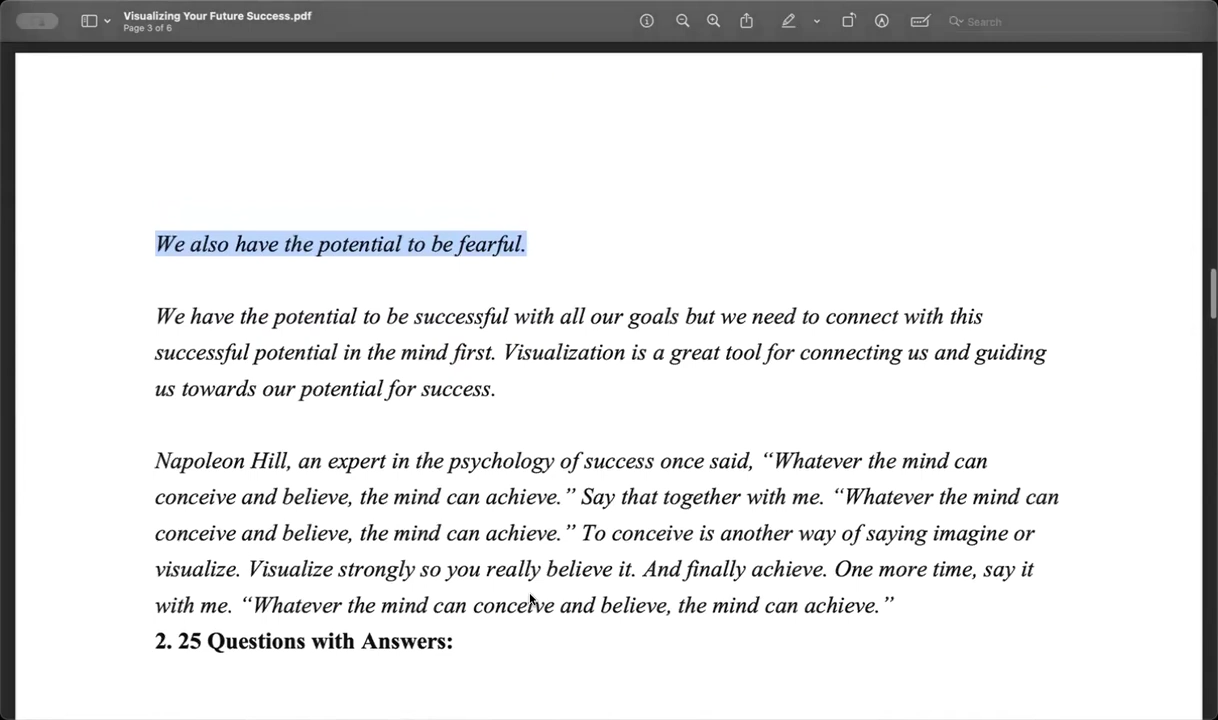 Visualizing Your Future Success.pdf
Page 3 of 6
Search
We also have the potential to be fearful.
We have the potential to be successful with all our goals but we need to connect with this
successful potential in the mind first. Visualization is a great tool for connecting us and guiding
us towards our potential for success.
Napoleon Hill, an expert in the psychology of success once said, “Whatever the mind can
conceive and believe, the mind can achieve.” Say that together with me. “Whatever the mind can
conceive and believe, the mind can achieve.” To conceive is another way of saying imagine or
visualize. Visualize strongly so you really believe it. And finally achieve. One more time, say it
with me. “Whatever the mind can conceive and believe, the mind can achieve.”
2. 25 Questions with Answers: